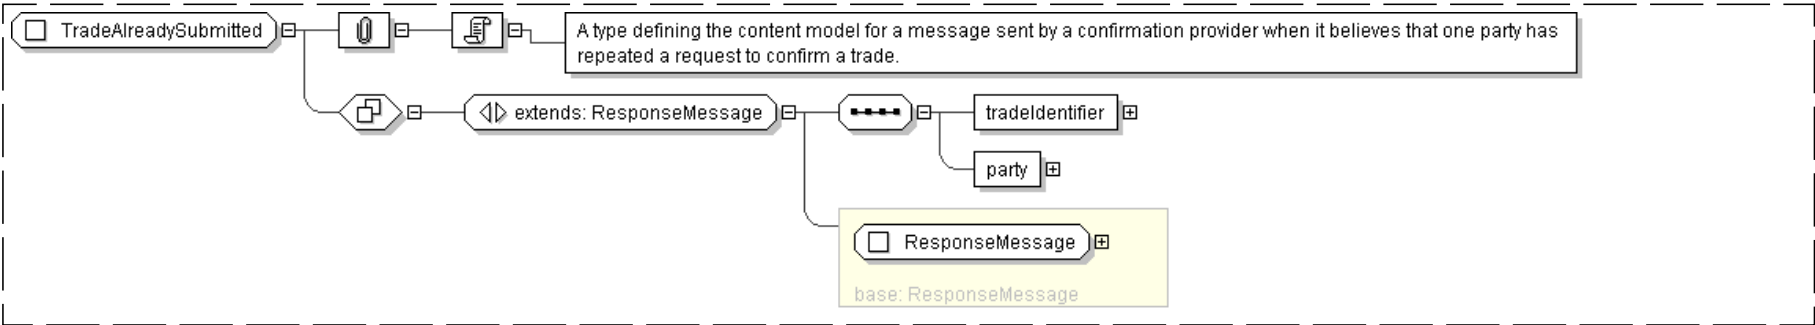 TradeAlreadySubmitted
A type defining the content model for a message sent by a confirmation provider when it believes that one party has
repeated a request to confirm a trade.
extends: ResponseMessage
tradeIdentifier
party
ResponseMessage
base: ResponseMessage